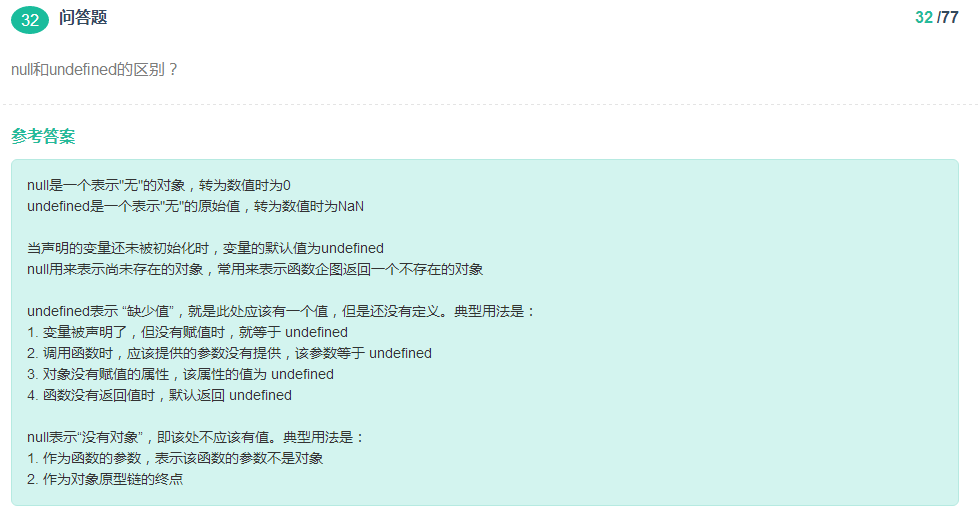 32 问答题 32 /77
null和undefined的区别？
参考答案
null是一个表示"无"的对象，转为数值时为0
undefined是一个表示"无"的原始值，转为数值时为NaN
当声明的变量还未被初始化时，变量的默认值为undefined
null用来表示尚未存在的对象，常用来表示函数企图返回一个不存在的对象
undefined表示 “缺少值”，就是此处应该有一个值，但是还没有定义。典型用法是：
1. 变量被声明了，但没有赋值时，就等于 undefined
2. 调用函数时，应该提供的参数没有提供，该参数等于 undefined
3. 对象没有赋值的属性，该属性的值为 undefined
4. 函数没有返回值时，默认返回 undefined
null表示“没有对象”，即该处不应该有值。典型用法是：
1. 作为函数的参数，表示该函数的参数不是对象
2. 作为对象原型链的终点